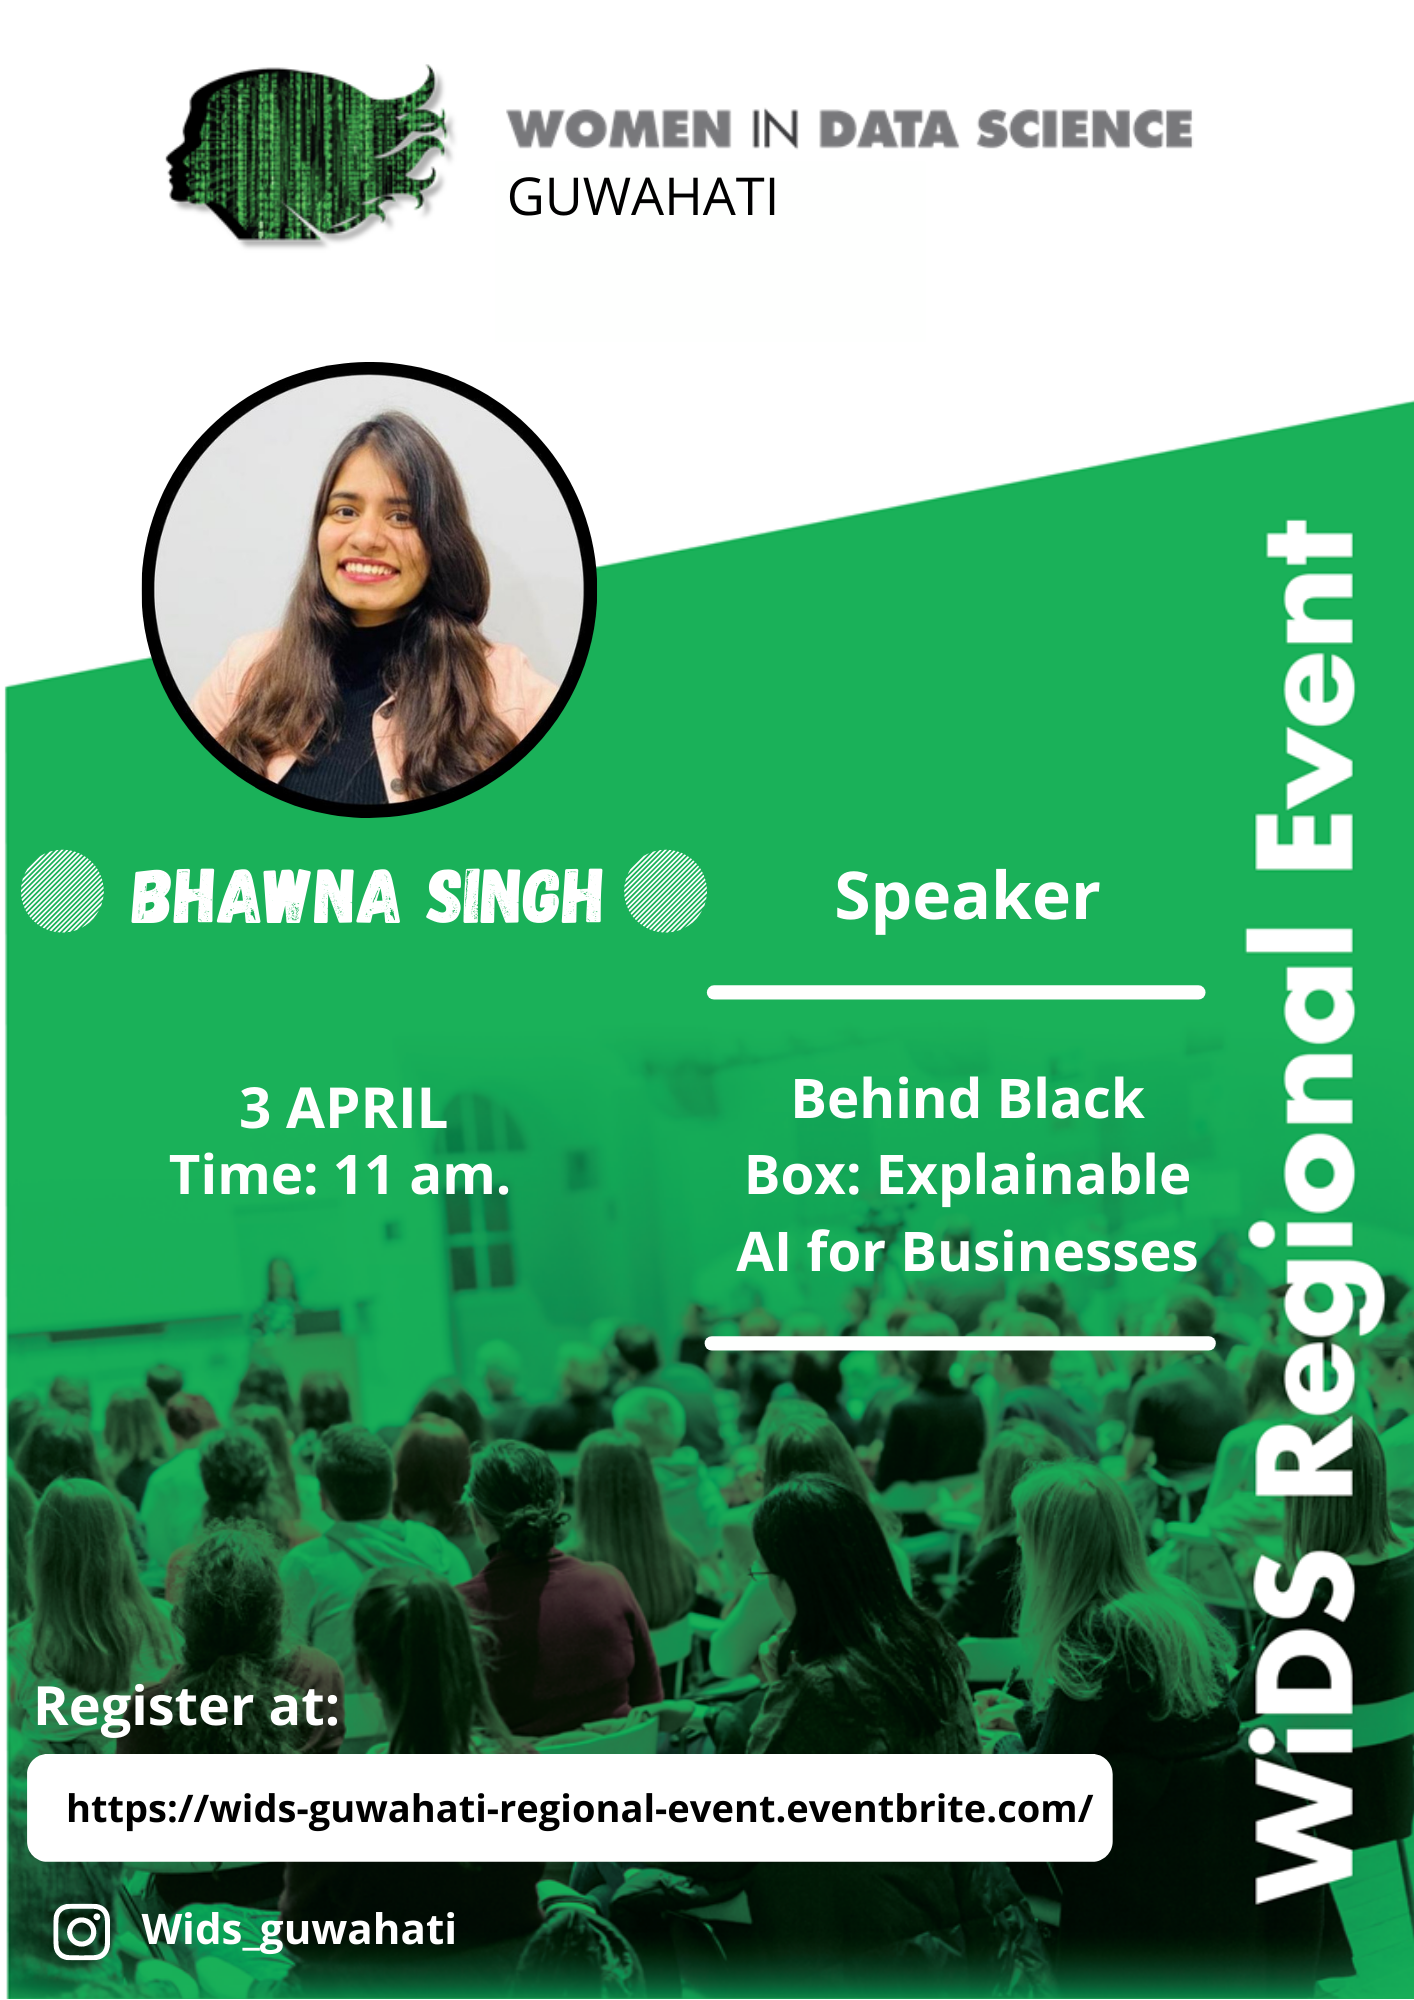 WOMEN IN DATA SCIENCE
GUWAHATI
BHAWNA SINGH
Speaker
3 APRIL
Time: 11 am.
Behind Black
Box: Explainable
AI for Businesses
WiDS Regional Event
Register at:
https://wids-guwahati-regional-event.eventbrite.com/
Wids_guwahati